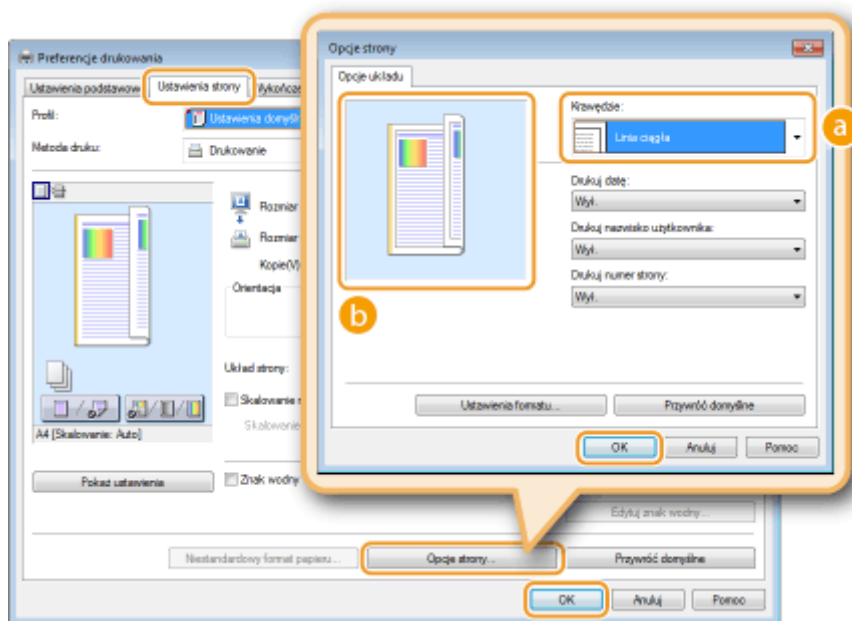 Preferencje drukowania
Ustawienia podstawow
Ustawienia strony
Wykończe
Profil:
Ustawienia domyśl
Metoda druku:
Drukowanie
Rozmiar
Rozmiar
Kopie(V)
Orientacja
Układ strony:
Skalowanie
Skalowanie
A4 [Skalowanie: Auto]
Pokaż ustawienia
Znak wodny
Edytuj znak wodny...
Niestandardowy format papieru...
Opcje strony...
Przywróć domyślne
OK
Anuluj
Pomoc
Opcje strony
Opcje układu
Krawędzie:
Linia ciągła
a
Drukuj datę:
Wył.
Drukuj nazwisko użytkownika:
Wył.
Drukuj numer strony:
Wył.
b
Ustawienia formatu...
Przywróć domyślne
OK
Anuluj
Pomoc